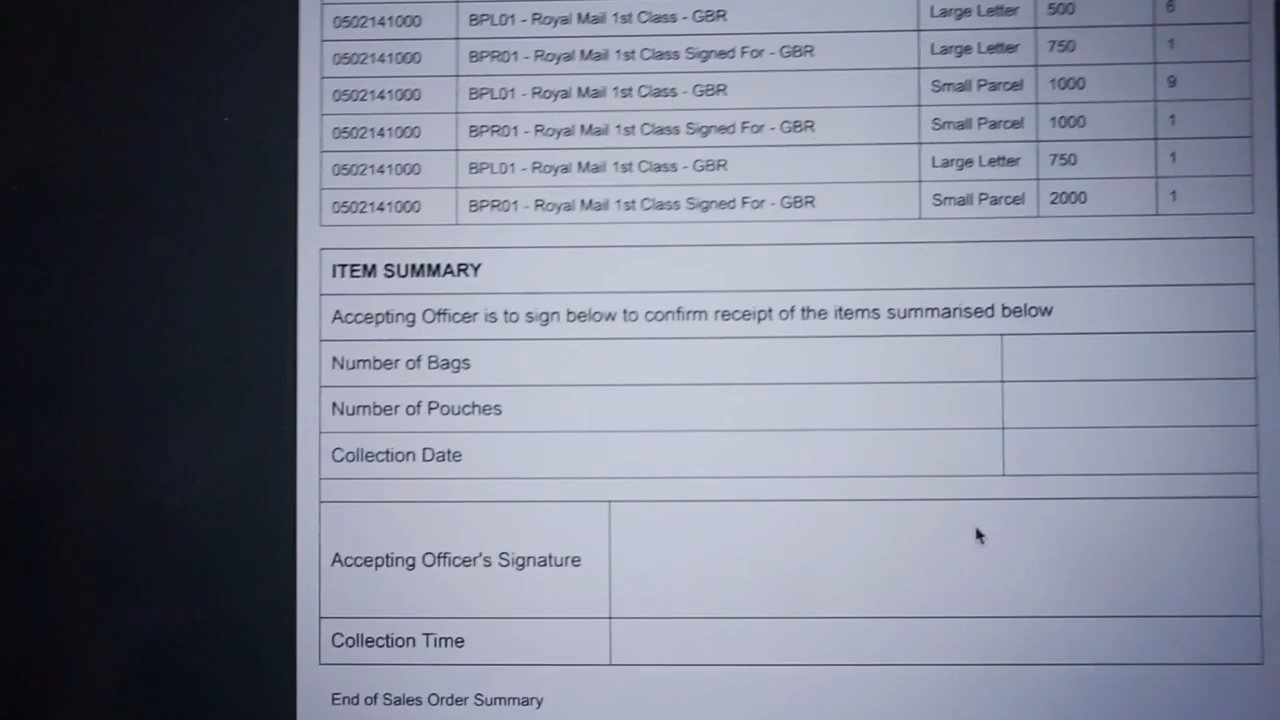 0502141000 BPL01 - Royal Mail 1st Class - GBR Large Letter 500 6
0502141000 BPR01 - Royal Mail 1st Class Signed For - GBR Large Letter 750 1
0502141000 BPL01 - Royal Mail 1st Class - GBR Small Parcel 1000 9
0502141000 BPR01 - Royal Mail 1st Class Signed For - GBR Small Parcel 1000 1
0502141000 BPL01 - Royal Mail 1st Class - GBR Large Letter 750 1
0502141000 BPR01 - Royal Mail 1st Class Signed For - GBR Small Parcel 2000 1
ITEM SUMMARY
Accepting Officer is to sign below to confirm receipt of the items summarised below
Number of Bags
Number of Pouches
Collection Date
Accepting Officer's Signature
Collection Time
End of Sales Order Summary